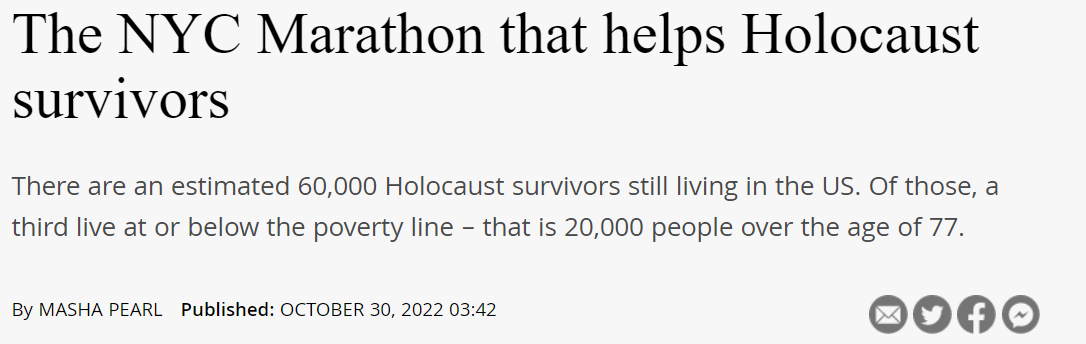 The NYC Marathon that helps Holocaust
survivors
There are an estimated 60,000 Holocaust survivors still living in the US. Of those, a
third live at or below the poverty line – that is 20,000 people over the age of 77.
By MASHA PEARL Published: OCTOBER 30, 2022 03:42